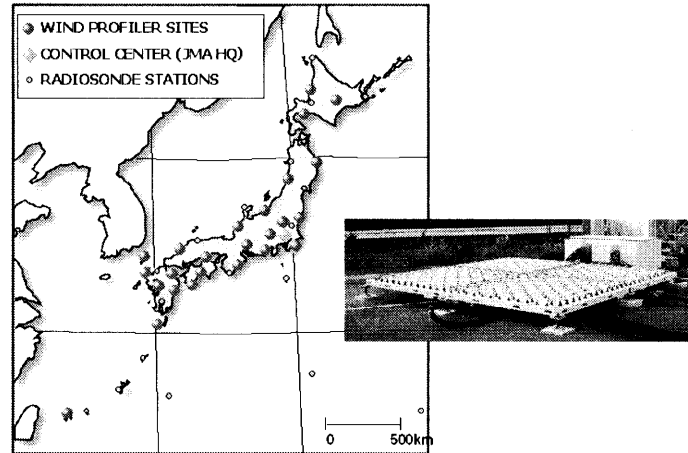 WIND PROFILER SITES
CONTROL CENTER (JMA HQ)
RADIOSONDE STATIONS
0 500km